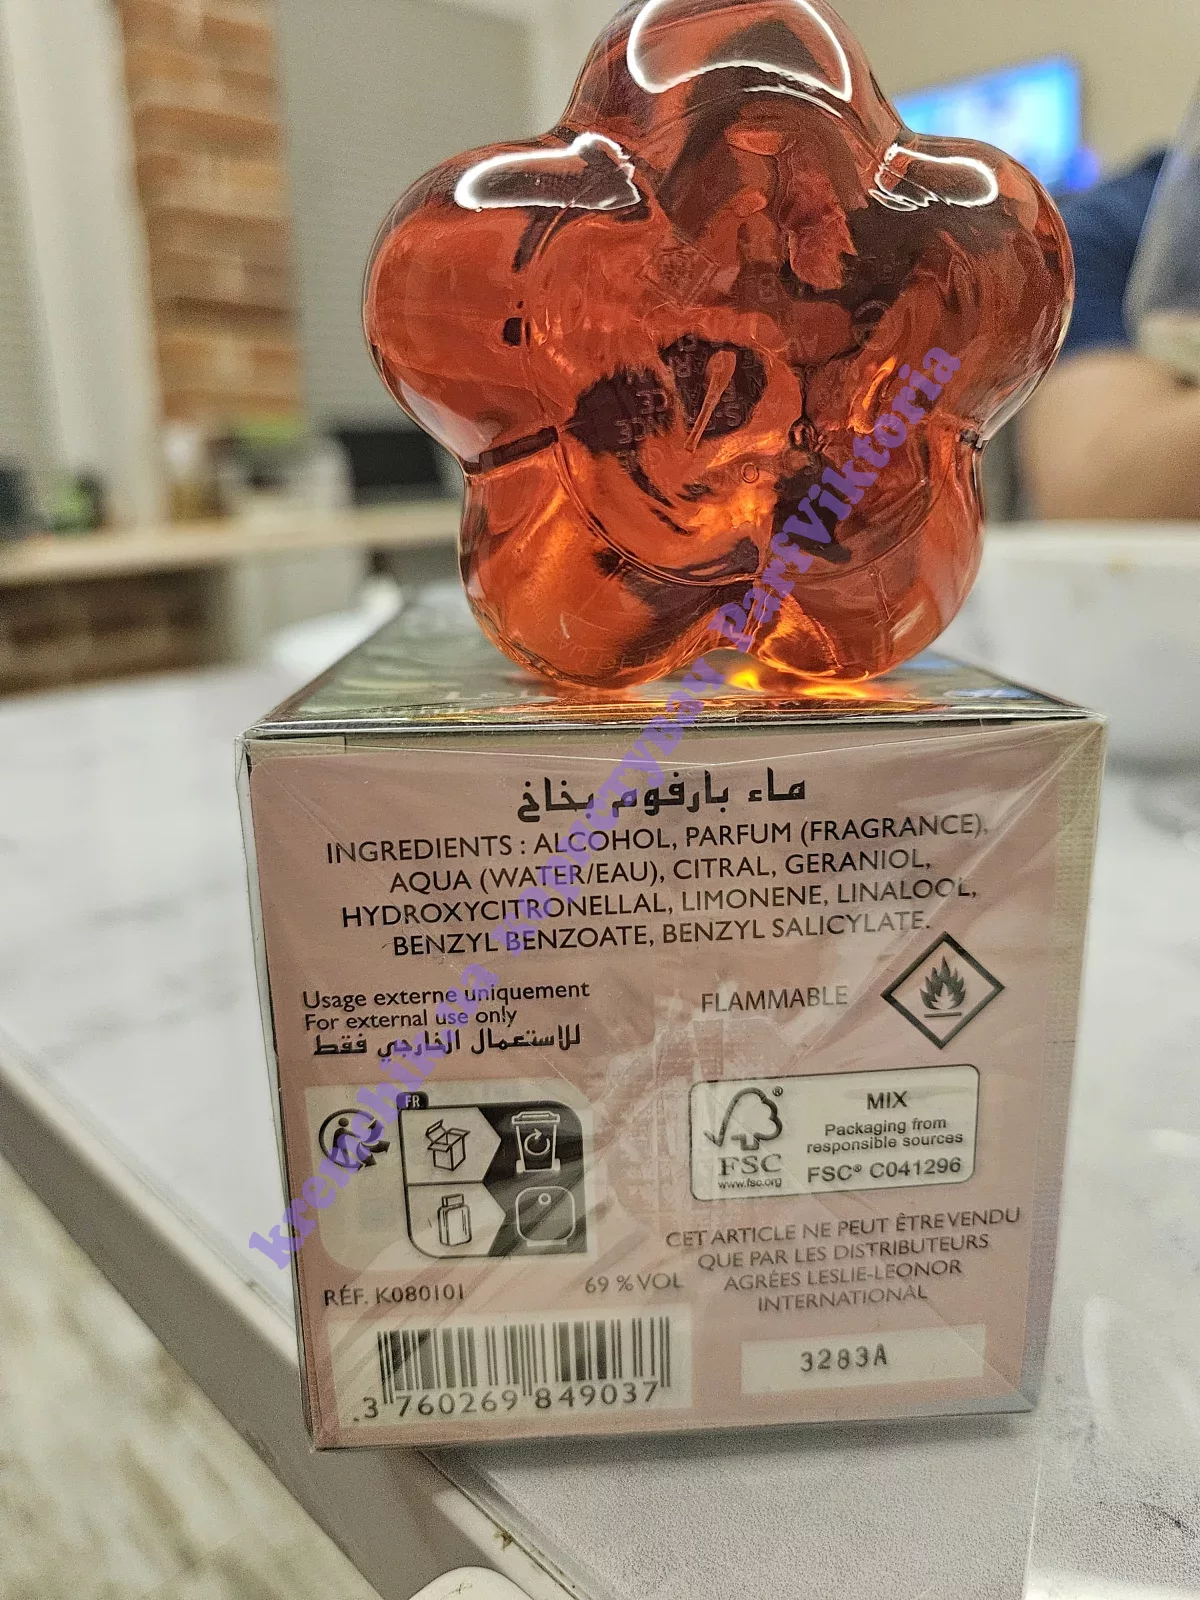 ماء بارفوم بخاخ
INGREDIENTS : ALCOHOL, PARFUM (FRAGRANCE),
AQUA (WATER/EAU), CITRAL, GERANIOL,
HYDROXYCITRONELLAL, LIMONENE, LINALOOL,
BENZYL BENZOATE, BENZYL SALICYLATE.
Usage externe uniquement
For external use only
للاستعمال الخارجي فقط
FLAMMABLE
FR
FSC®
www.fsc.org
MIX
Packaging from
responsible sources
FSC® C041296
CET ARTICLE NE PEUT ÊTRE VENDU
QUE PAR LES DISTRIBUTEURS
AGRÉES LESLIE-LEONOR
INTERNATIONAL
RÉF. K080101
69 % VOL
3 760269 849037
3283A
ParfViktoria